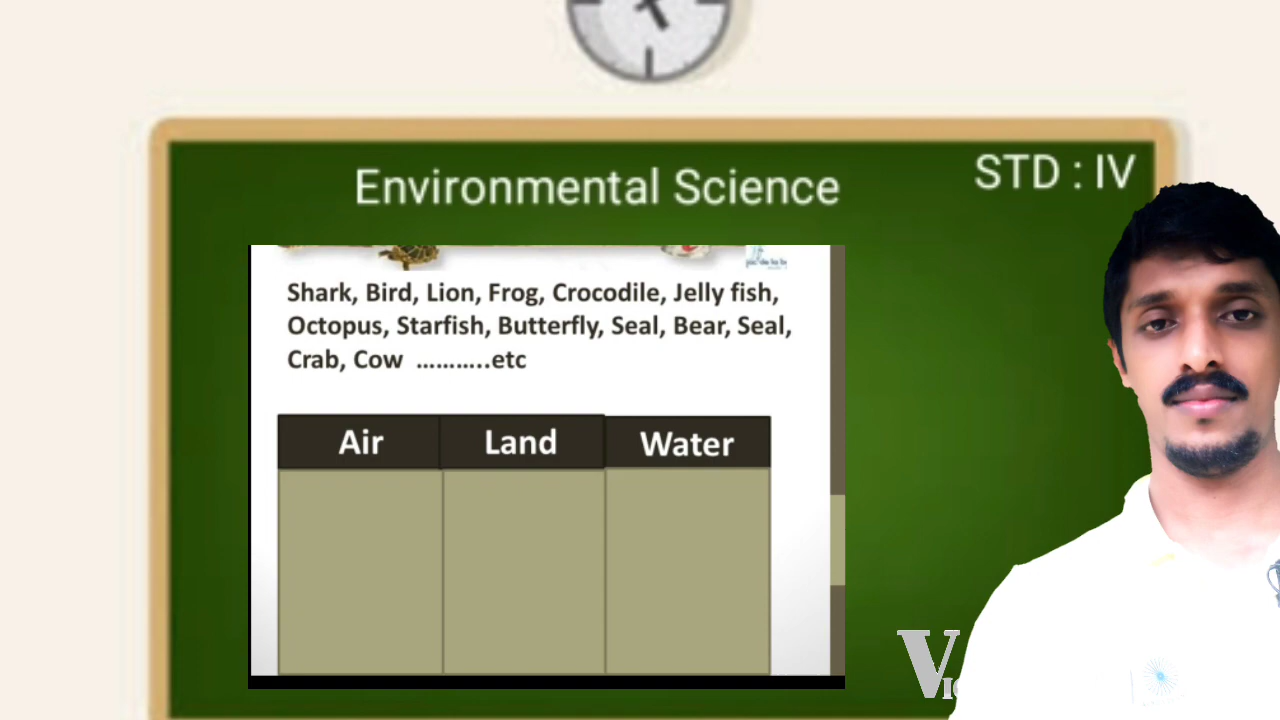 Environmental Science
STD : IV
Shark, Bird, Lion, Frog, Crocodile, Jelly fish,
Octopus, Starfish, Butterfly, Seal, Bear, Seal,
Crab, Cow ………..etc
Air Land Water